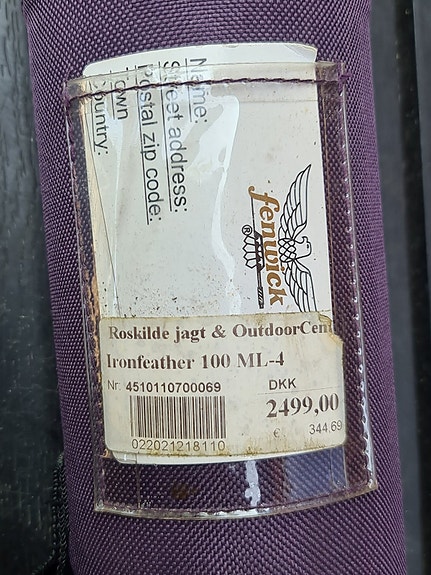 Name:
Street address:
Postal zip code:
Town
Country:
fenwick
®
Roskilde jagt & OutdoorCent
Ironfeather 100 ML-4
Nr: 4510110700069 DKK
2499,00
€ 344.69
022021218110